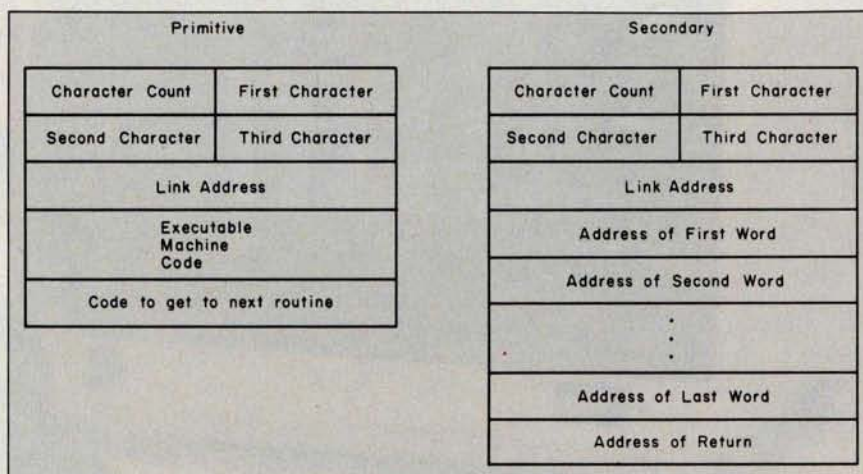 Primitive
Character Count
First Character
Second Character
Third Character
Link Address
Executable
Machine
Code
Code to get to next routine
Secondary
Character Count
First Character
Second Character
Third Character
Link Address
Address of First Word
Address of Second Word
.
.
.
Address of Last Word
Address of Return